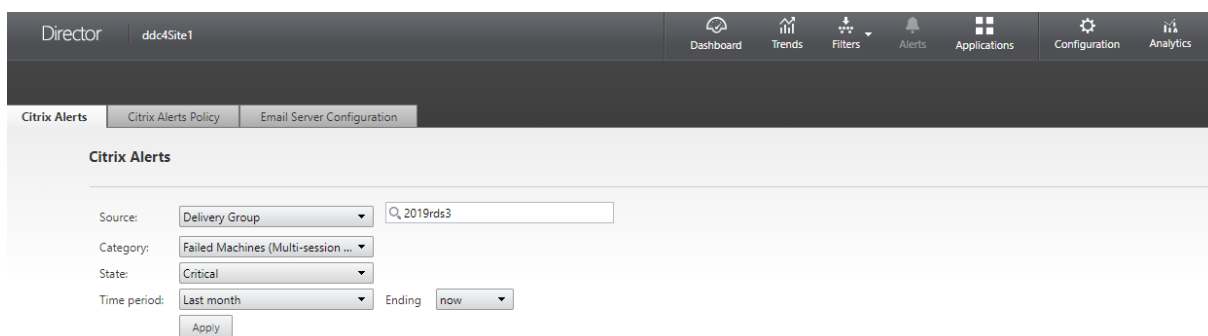 Director ddc4Site1 Dashboard Trends Filters Alerts Applications Configuration Analytics
Citrix Alerts Citrix Alerts Policy Email Server Configuration
Citrix Alerts
Source: Delivery Group 2019rds3
Category: Failed Machines (Multi-session ...
State: Critical
Time period: Last month Ending now
Apply